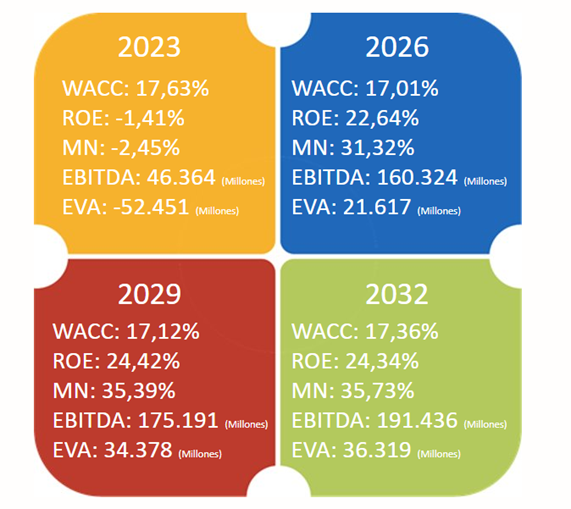 2023
WACC: 17,63%
ROE: -1,41%
MN: -2,45%
EBITDA: 46.364 (Millones)
EVA: -52.451 (Millones)
2026
WACC: 17,01%
ROE: 22,64%
MN: 31,32%
EBITDA: 160.324 (Millones)
EVA: 21.617 (Millones)
2029
WACC: 17,12%
ROE: 24,42%
MN: 35,39%
EBITDA: 175.191 (Millones)
EVA: 34.378 (Millones)
2032
WACC: 17,36%
ROE: 24,34%
MN: 35,73%
EBITDA: 191.436 (Millones)
EVA: 36.319 (Millones)